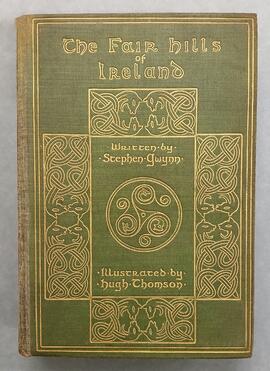 The Fair Hills
of
Ireland
Written · by
· Stephen · Gwynn ·
· Illustrated · by
· Hugh · Thomson ·